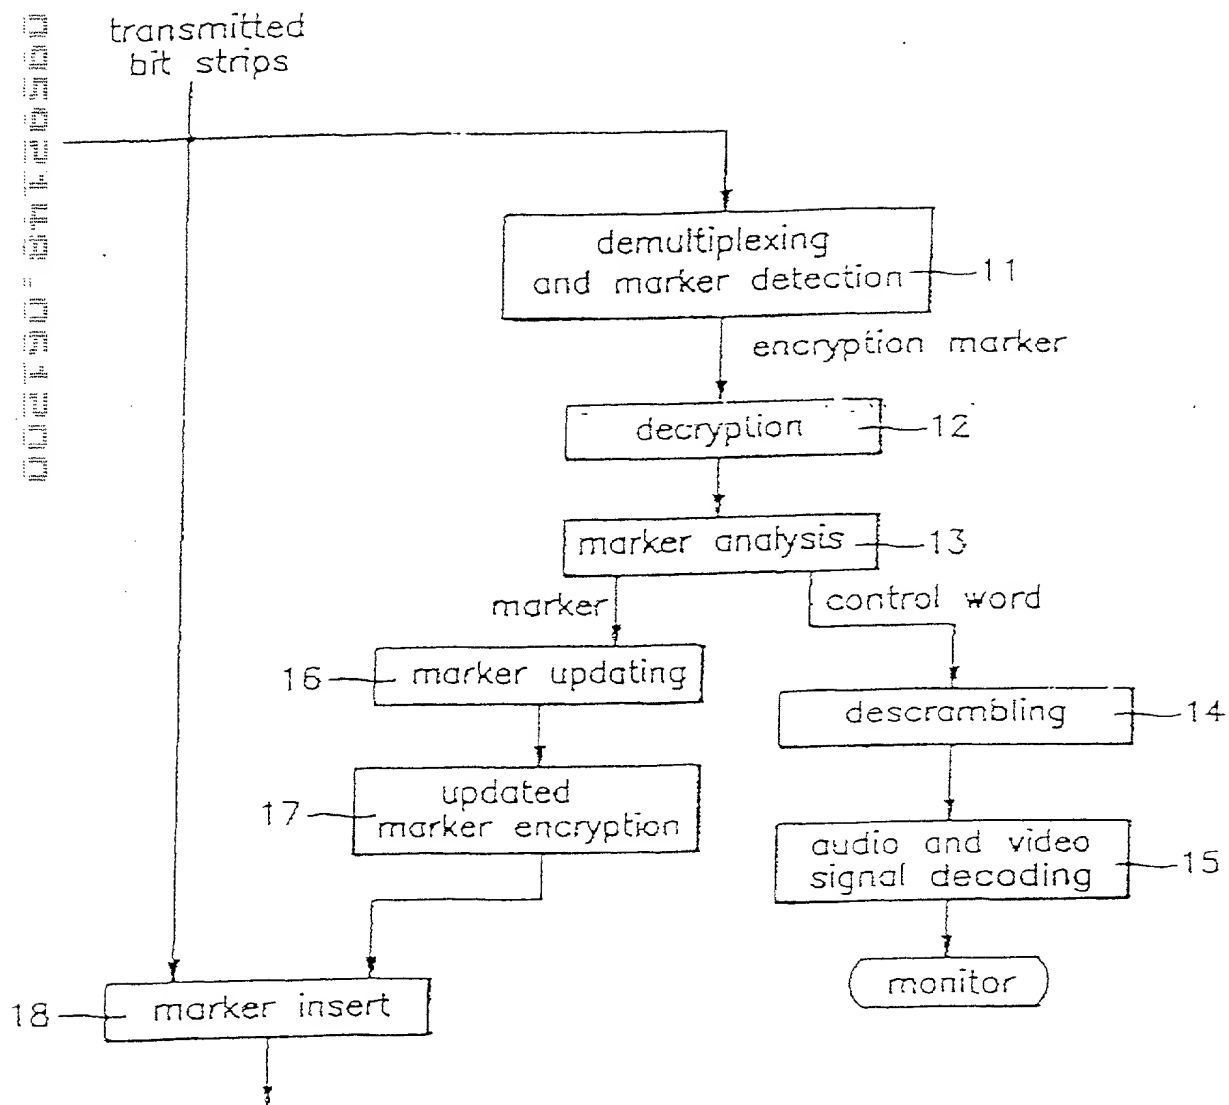 transmitted
bit strips
demultiplexing
and marker detection
11
encryption marker
decryption
12
marker analysis
13
marker
control word
16
marker updating
descrambling
14
17
updated
marker encryption
audio and video
signal decoding
15
monitor
18
marker insert